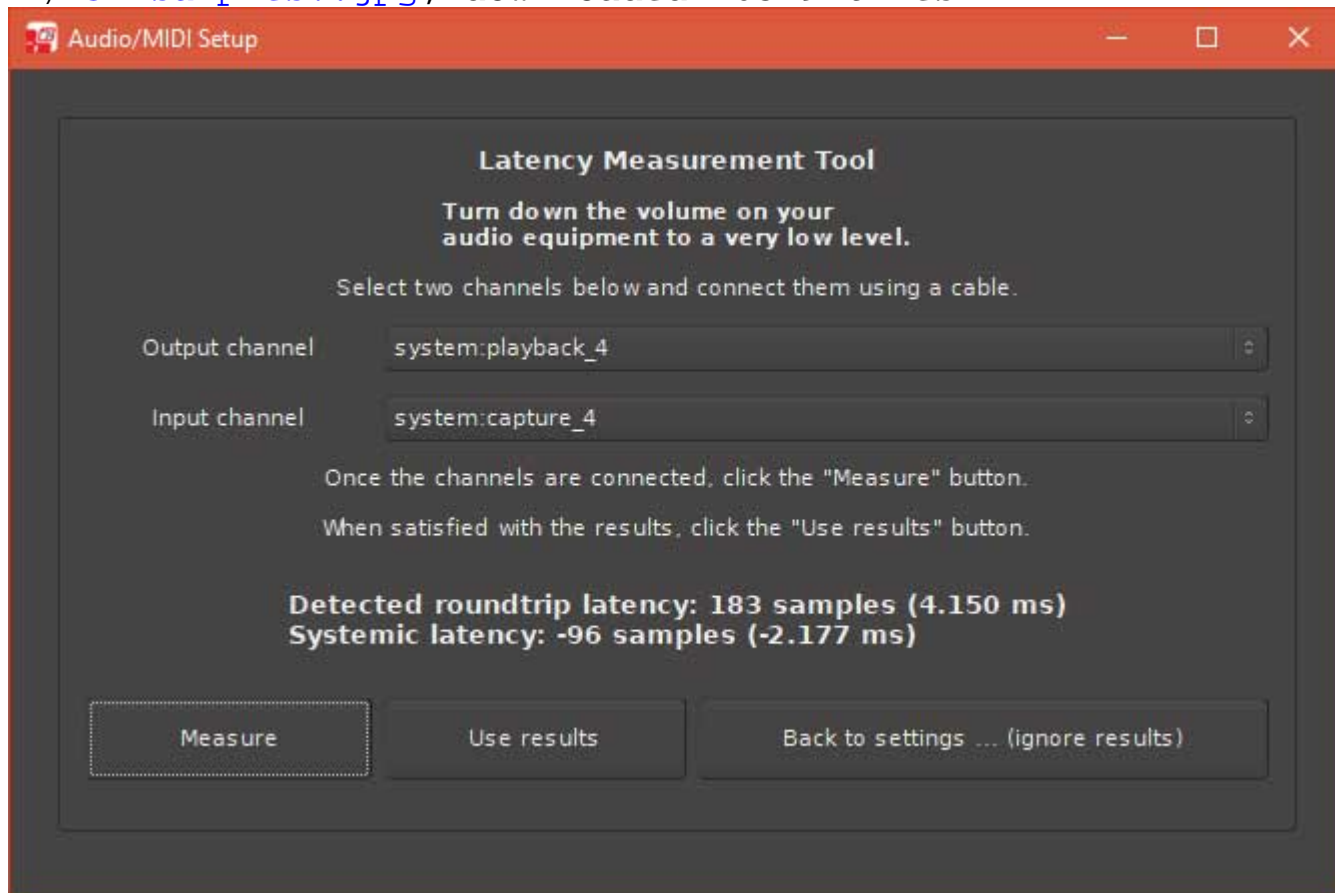 Audio/MIDI Setup
Latency Measurement Tool
Turn down the volume on your
audio equipment to a very low level.
Select two channels below and connect them using a cable.
Output channel system:playback_4
Input channel system:capture_4
Once the channels are connected, click the "Measure" button.
When satisfied with the results, click the "Use results" button.
Detected roundtrip latency: 183 samples (4.150 ms)
Systemic latency: -96 samples (-2.177 ms)
Measure Use results Back to settings ... (ignore results)